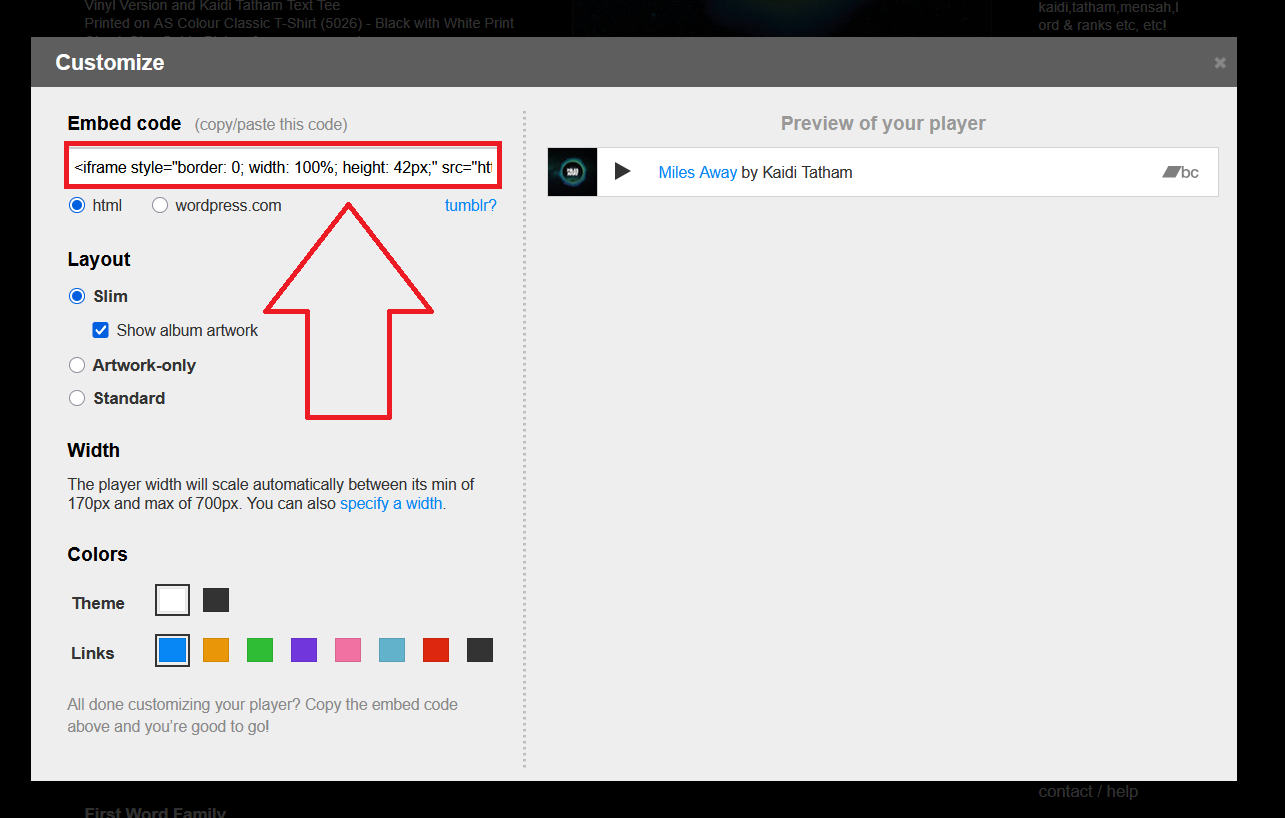 Vinyl Version and Kaidi Tatham Text Tee
Printed on AS Colour Classic T-Shirt (5026) - Black with White Print
kaidi,tatham,mensah,l
ord & ranks etc, etc!
Customize
Embed code (copy/paste this code)
<iframe style="border: 0; width: 100%; height: 42px;" src="htt
html
wordpress.com
tumblr?
Layout
Slim
Show album artwork
Artwork-only
Standard
Width
The player width will scale automatically between its min of
170px and max of 700px. You can also specify a width.
Colors
Theme
Links
All done customizing your player? Copy the embed code
above and you're good to go!
Preview of your player
Miles Away by Kaidi Tatham
bc
contact / help
First Word Family